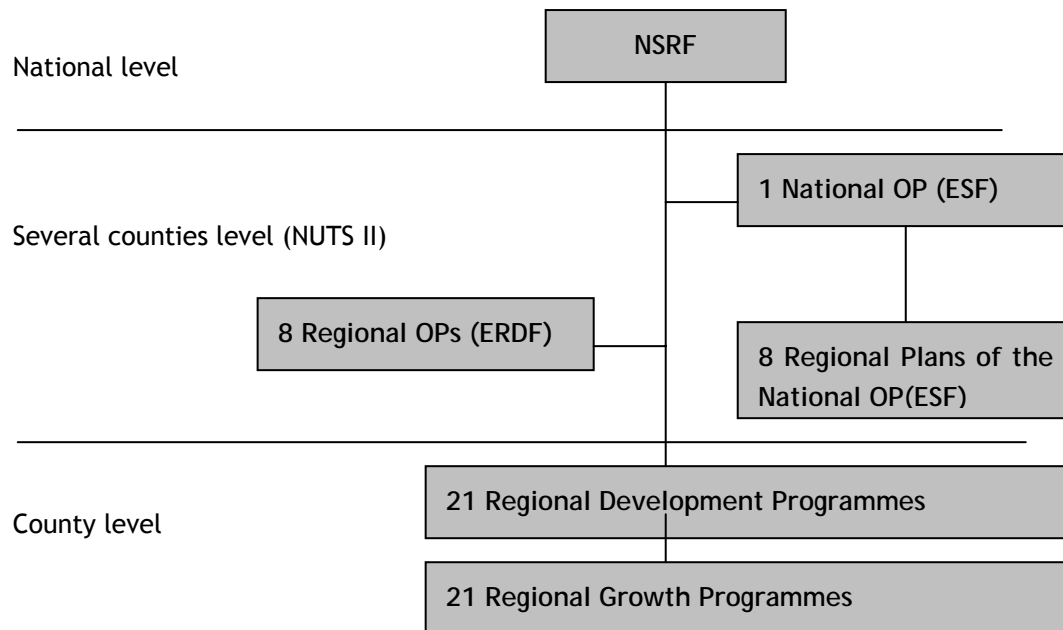 NSRF
National level
1 National OP (ESF)
Several counties level (NUTS II)
8 Regional OPs (ERDF)
8 Regional Plans of the
National OP(ESF)
21 Regional Development Programmes
County level
21 Regional Growth Programmes